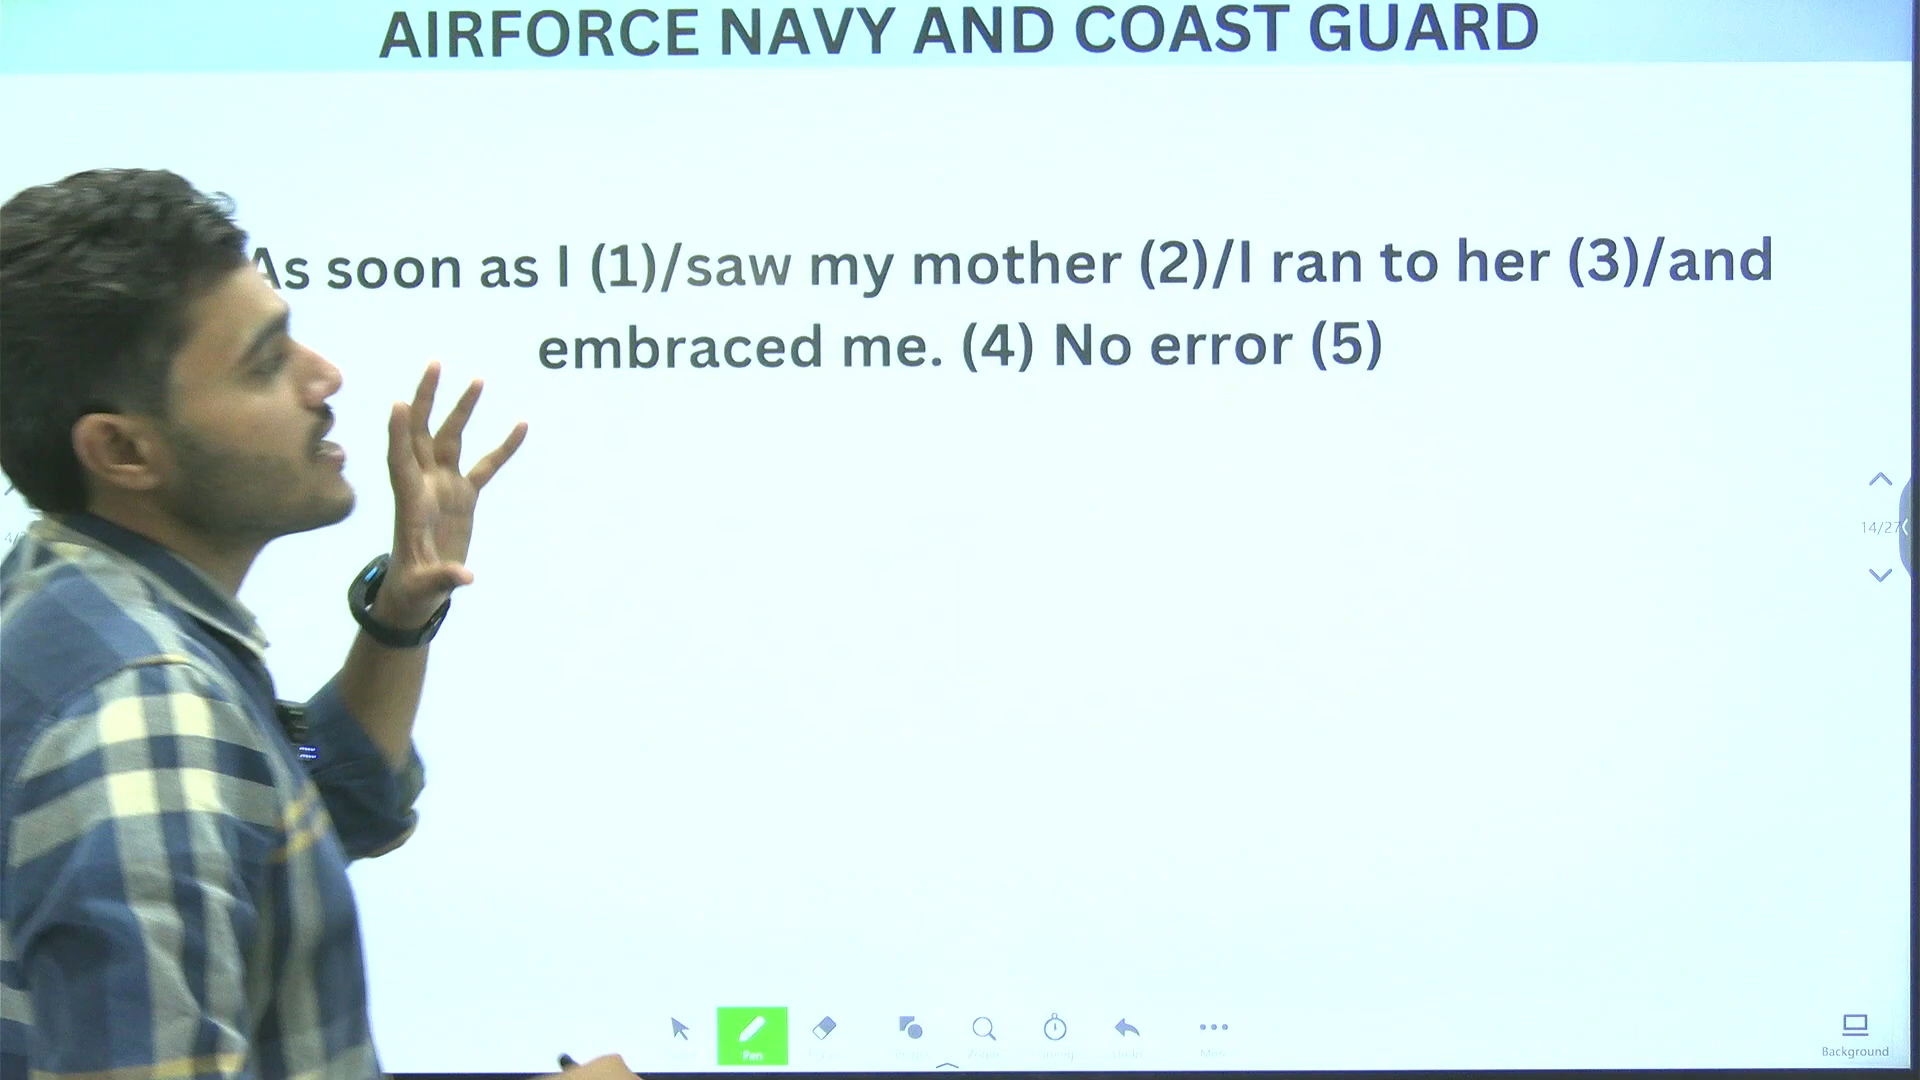 AIRFORCE NAVY AND COAST GUARD
As soon as I (1)/saw my mother (2)/I ran to her (3)/and
embraced me. (4) No error (5)
14/27
Pen
Background